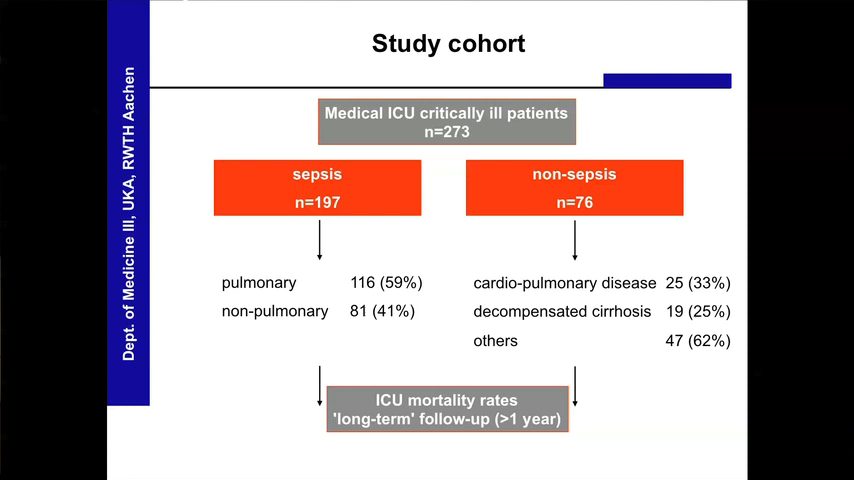 Study cohort
Dept. of Medicine III, UKA, RWTH Aachen
Medical ICU critically ill patients
n=273
sepsis
n=197
non-sepsis
n=76
pulmonary 116 (59%)
non-pulmonary 81 (41%)
cardio-pulmonary disease 25 (33%)
decompensated cirrhosis 19 (25%)
others 47 (62%)
ICU mortality rates
'long-term' follow-up (>1 year)